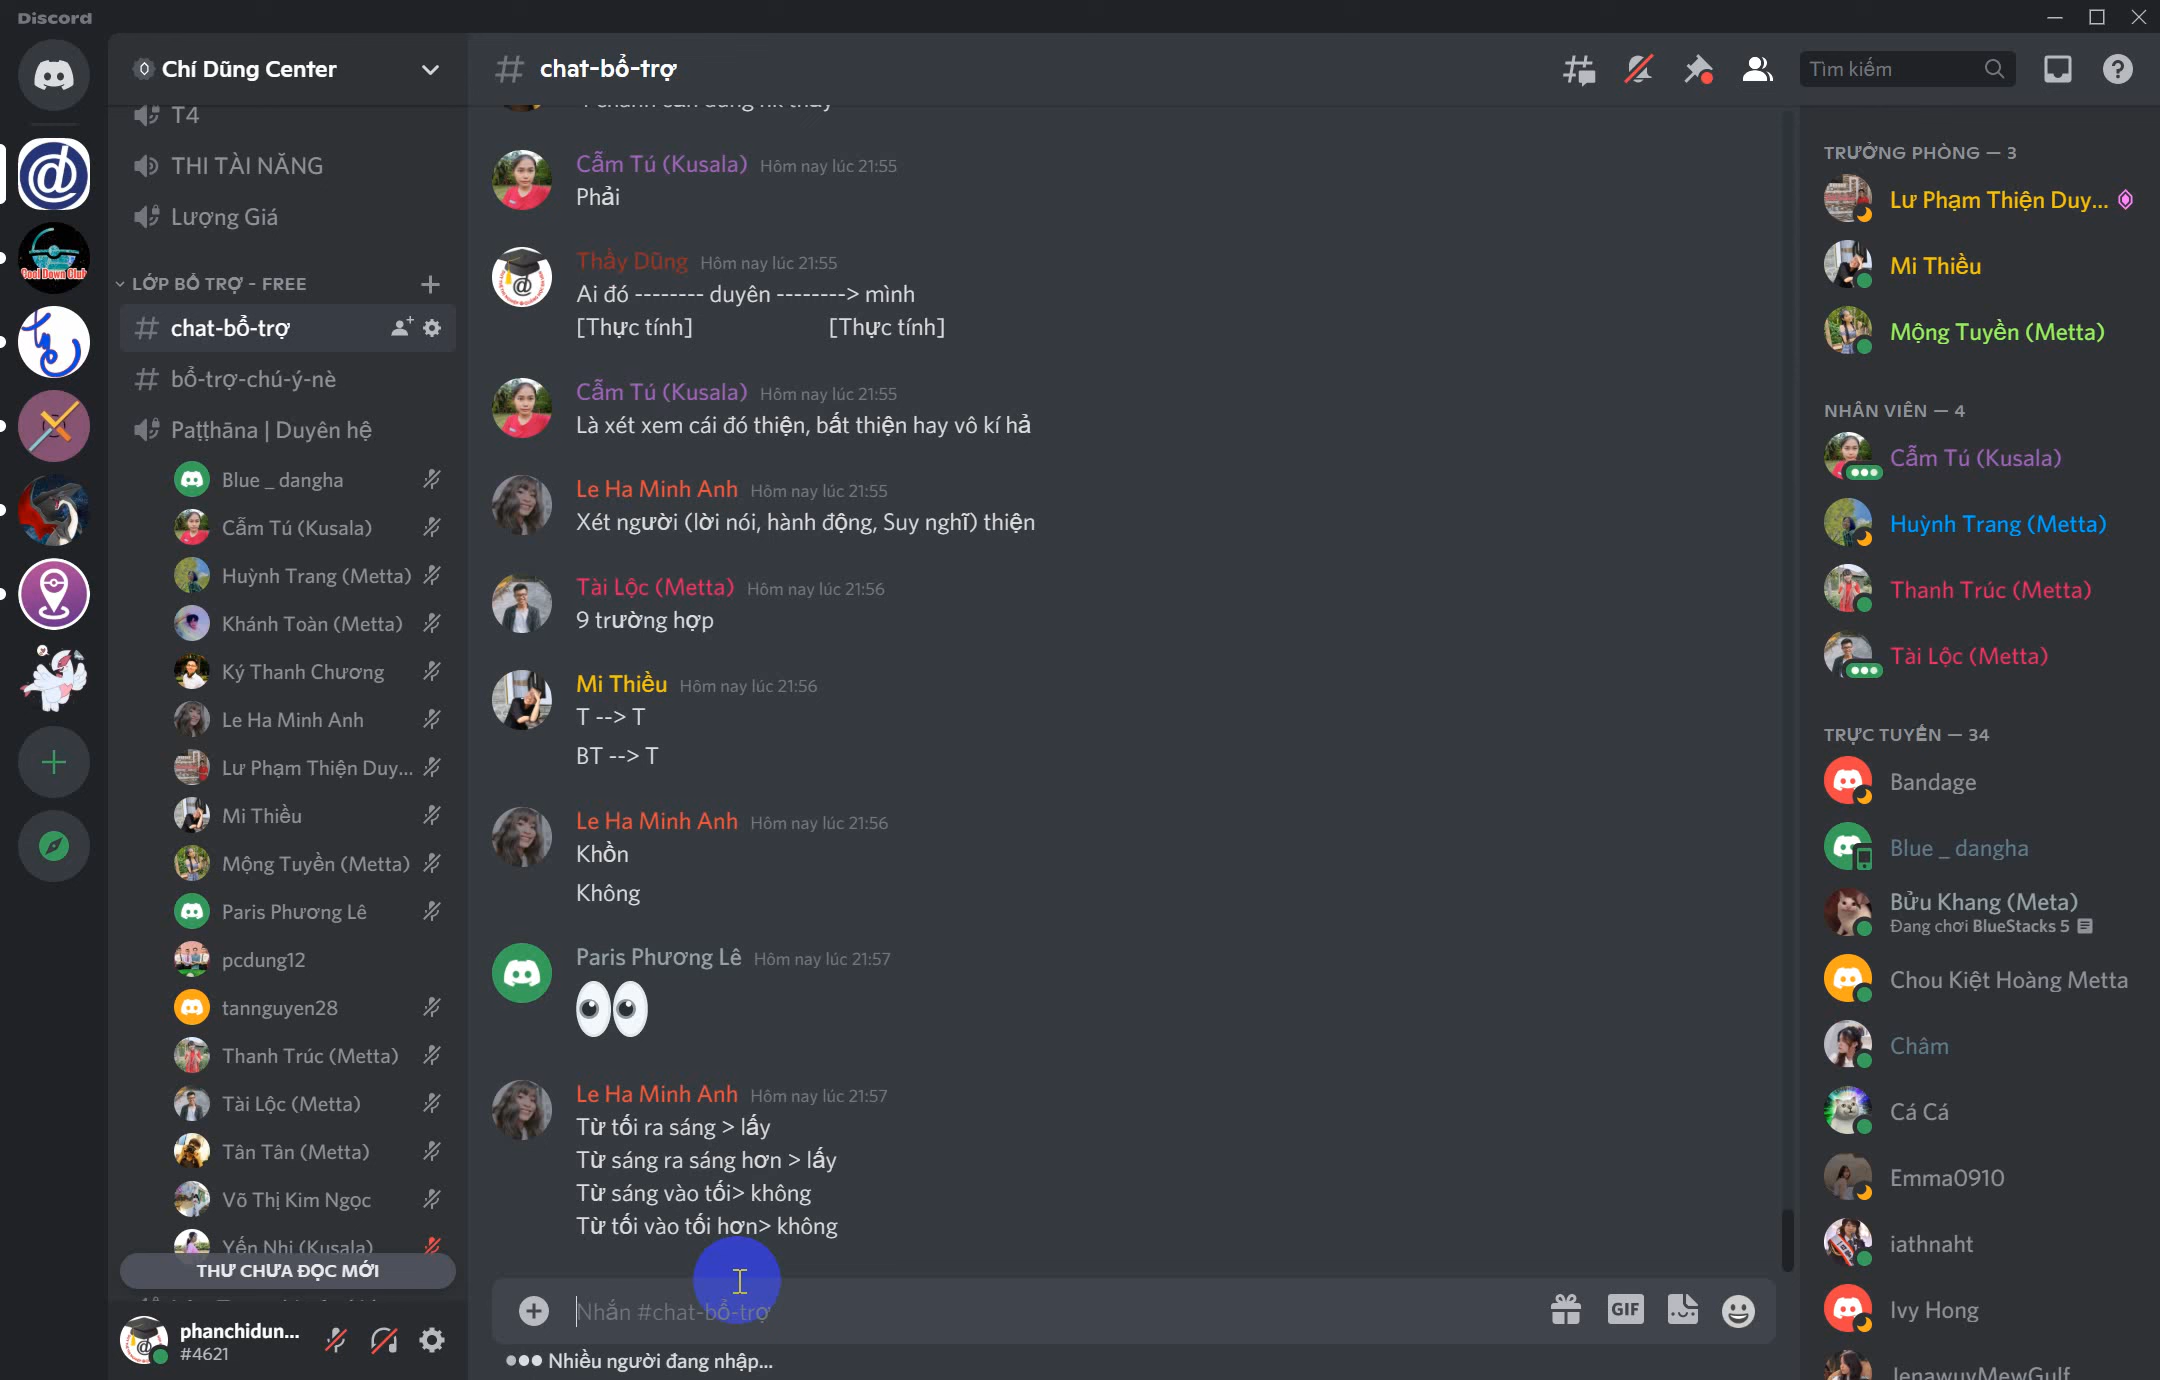 Discord
Chí Dũng Center
T4
THI TÀI NĂNG
Lượng Giá
LỚP BỔ TRỢ - FREE
chat-bổ-trợ
bổ-trợ-chú-ý-nè
Paṭṭhāna | Duyên hệ
Blue _ dangha
Cẩm Tú (Kusala)
Huỳnh Trang (Metta)
Khánh Toàn (Metta)
Ký Thanh Chương
Le Ha Minh Anh
Lư Phạm Thiện Duy...
Mi Thiều
Mộng Tuyền (Metta)
Paris Phương Lê
pcdung12
tannguyen28
Thanh Trúc (Metta)
Tài Lộc (Metta)
Tân Tân (Metta)
Võ Thị Kim Ngọc
Yến Nhi (Kusala)
THƯ CHƯA ĐỌC MỚI
phanchidun...
#4621
chat-bổ-trợ
Tìm kiếm
Cẩm Tú (Kusala) Hôm nay lúc 21:55
Phải
Thầy Dũng Hôm nay lúc 21:55
Ai đó -------- duyên --------> mình
[Thực tính] [Thực tính]
Cẩm Tú (Kusala) Hôm nay lúc 21:55
Là xét xem cái đó thiện, bất thiện hay vô kí hả
Le Ha Minh Anh Hôm nay lúc 21:55
Xét người (lời nói, hành động, Suy nghĩ) thiện
Tài Lộc (Metta) Hôm nay lúc 21:56
9 trường hợp
Mi Thiều Hôm nay lúc 21:56
T --> T
BT --> T
Le Ha Minh Anh Hôm nay lúc 21:56
Khồn
Không
Paris Phương Lê Hôm nay lúc 21:57
Le Ha Minh Anh Hôm nay lúc 21:57
Từ tối ra sáng > lấy
Từ sáng ra sáng hơn > lấy
Từ sáng vào tối> không
Từ tối vào tối hơn> không
Nhắn #chat-bổ-trợ
GIF
Nhiều người đang nhập...
TRƯỞNG PHÒNG — 3
Lư Phạm Thiện Duy...
Mi Thiều
Mộng Tuyền (Metta)
NHÂN VIÊN — 4
Cẩm Tú (Kusala)
Huỳnh Trang (Metta)
Thanh Trúc (Metta)
Tài Lộc (Metta)
TRỰC TUYẾN — 34
Bandage
Blue _ dangha
Bửu Khang (Meta)
Đang chơi BlueStacks 5
Chou Kiệt Hoàng Metta
Châm
Cá Cá
Emma0910
iathnaht
Ivy Hong